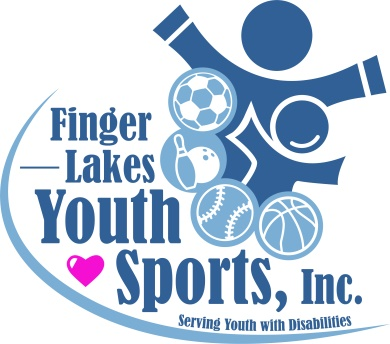 Finger
Lakes
Youth
Sports, Inc.
Serving Youth with Disabilities